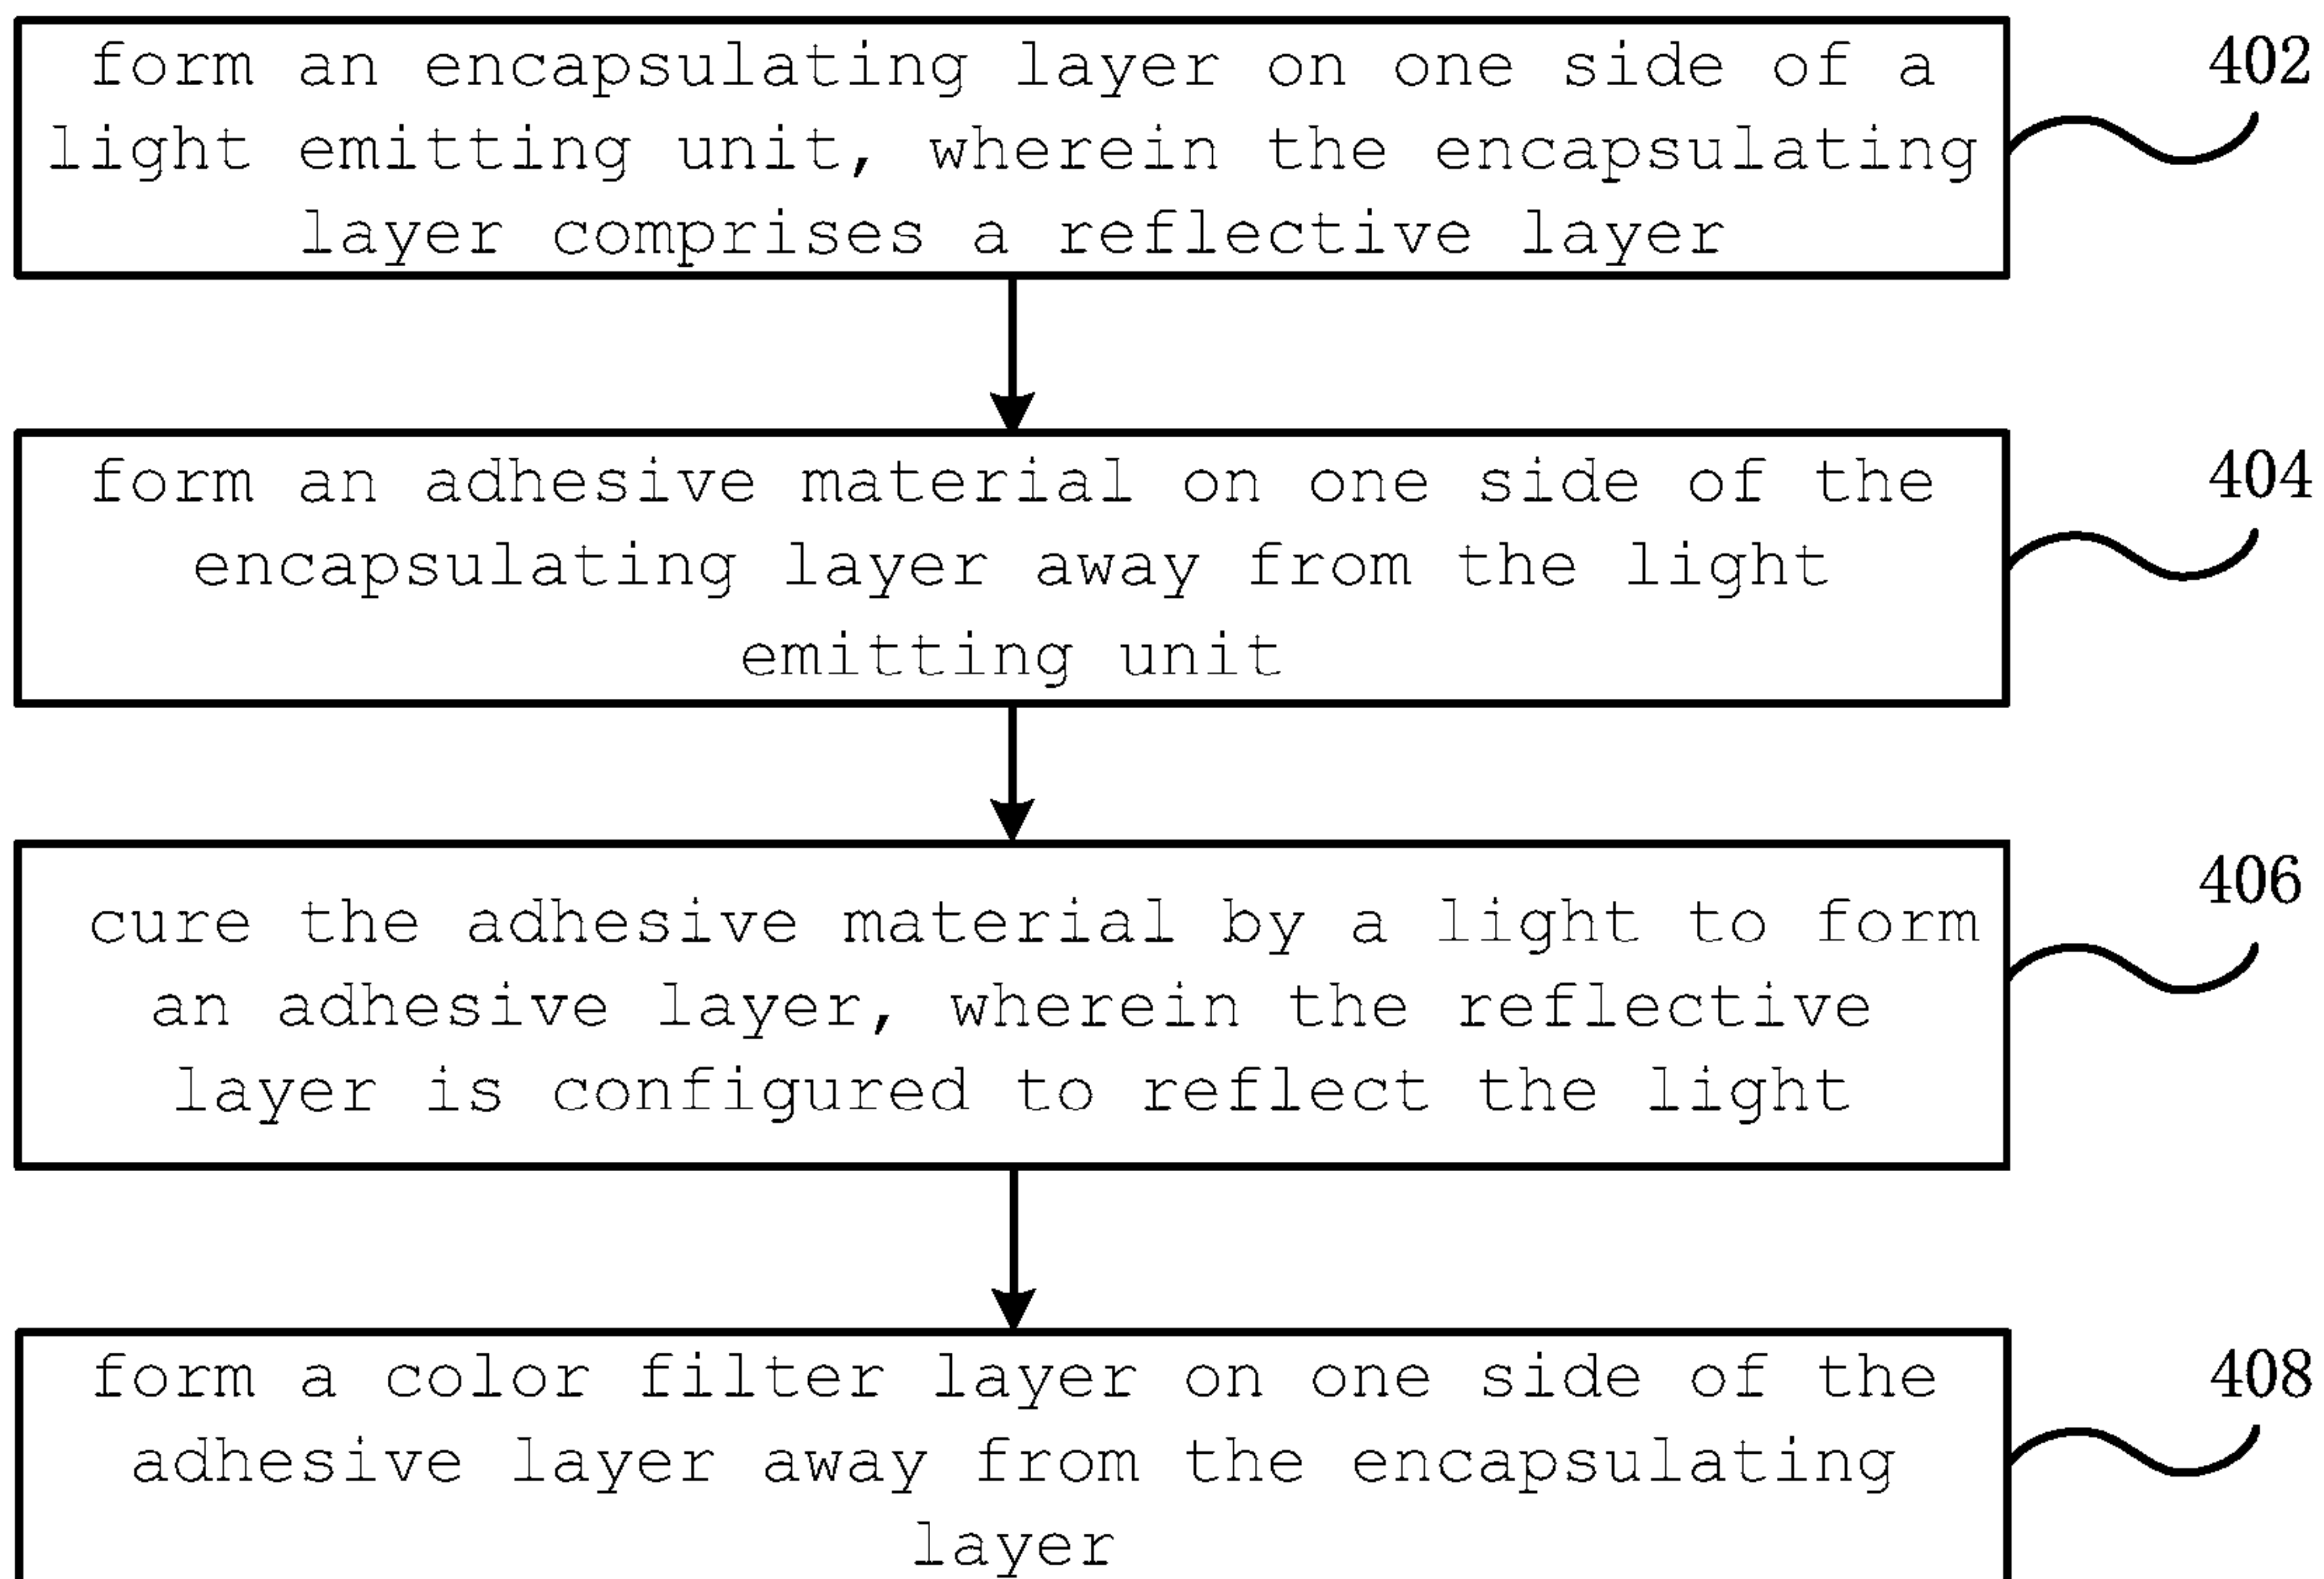 form an encapsulating layer on one side of a
light emitting unit, wherein the encapsulating
layer comprises a reflective layer
402
form an adhesive material on one side of the
encapsulating layer away from the light
emitting unit
404
cure the adhesive material by a light to form
an adhesive layer, wherein the reflective
layer is configured to reflect the light
406
form a color filter layer on one side of the
adhesive layer away from the encapsulating
layer
408